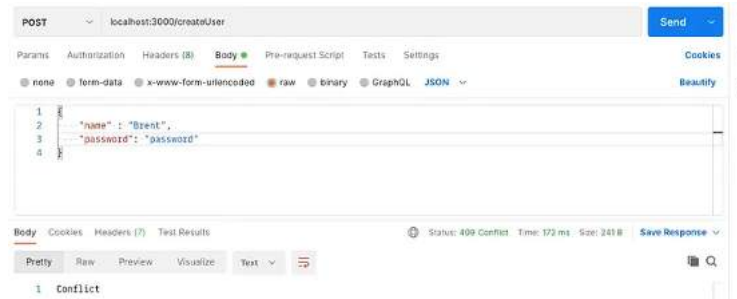 POST localhost:3000/createUser Send
Params Authorization Headers (8) Body Pre-request Script Tests Settings Cookies
none form-data x-www-form-urlencoded raw binary GraphQL JSON Beautify
1 {
2 "name" : "Brent",
3 "password": "password"
4 }
Body Cookies Headers (7) Test Results Status: 409 Conflict Time: 172 ms Size: 241 B Save Response
Pretty Raw Preview Visualize Text
1 Conflict